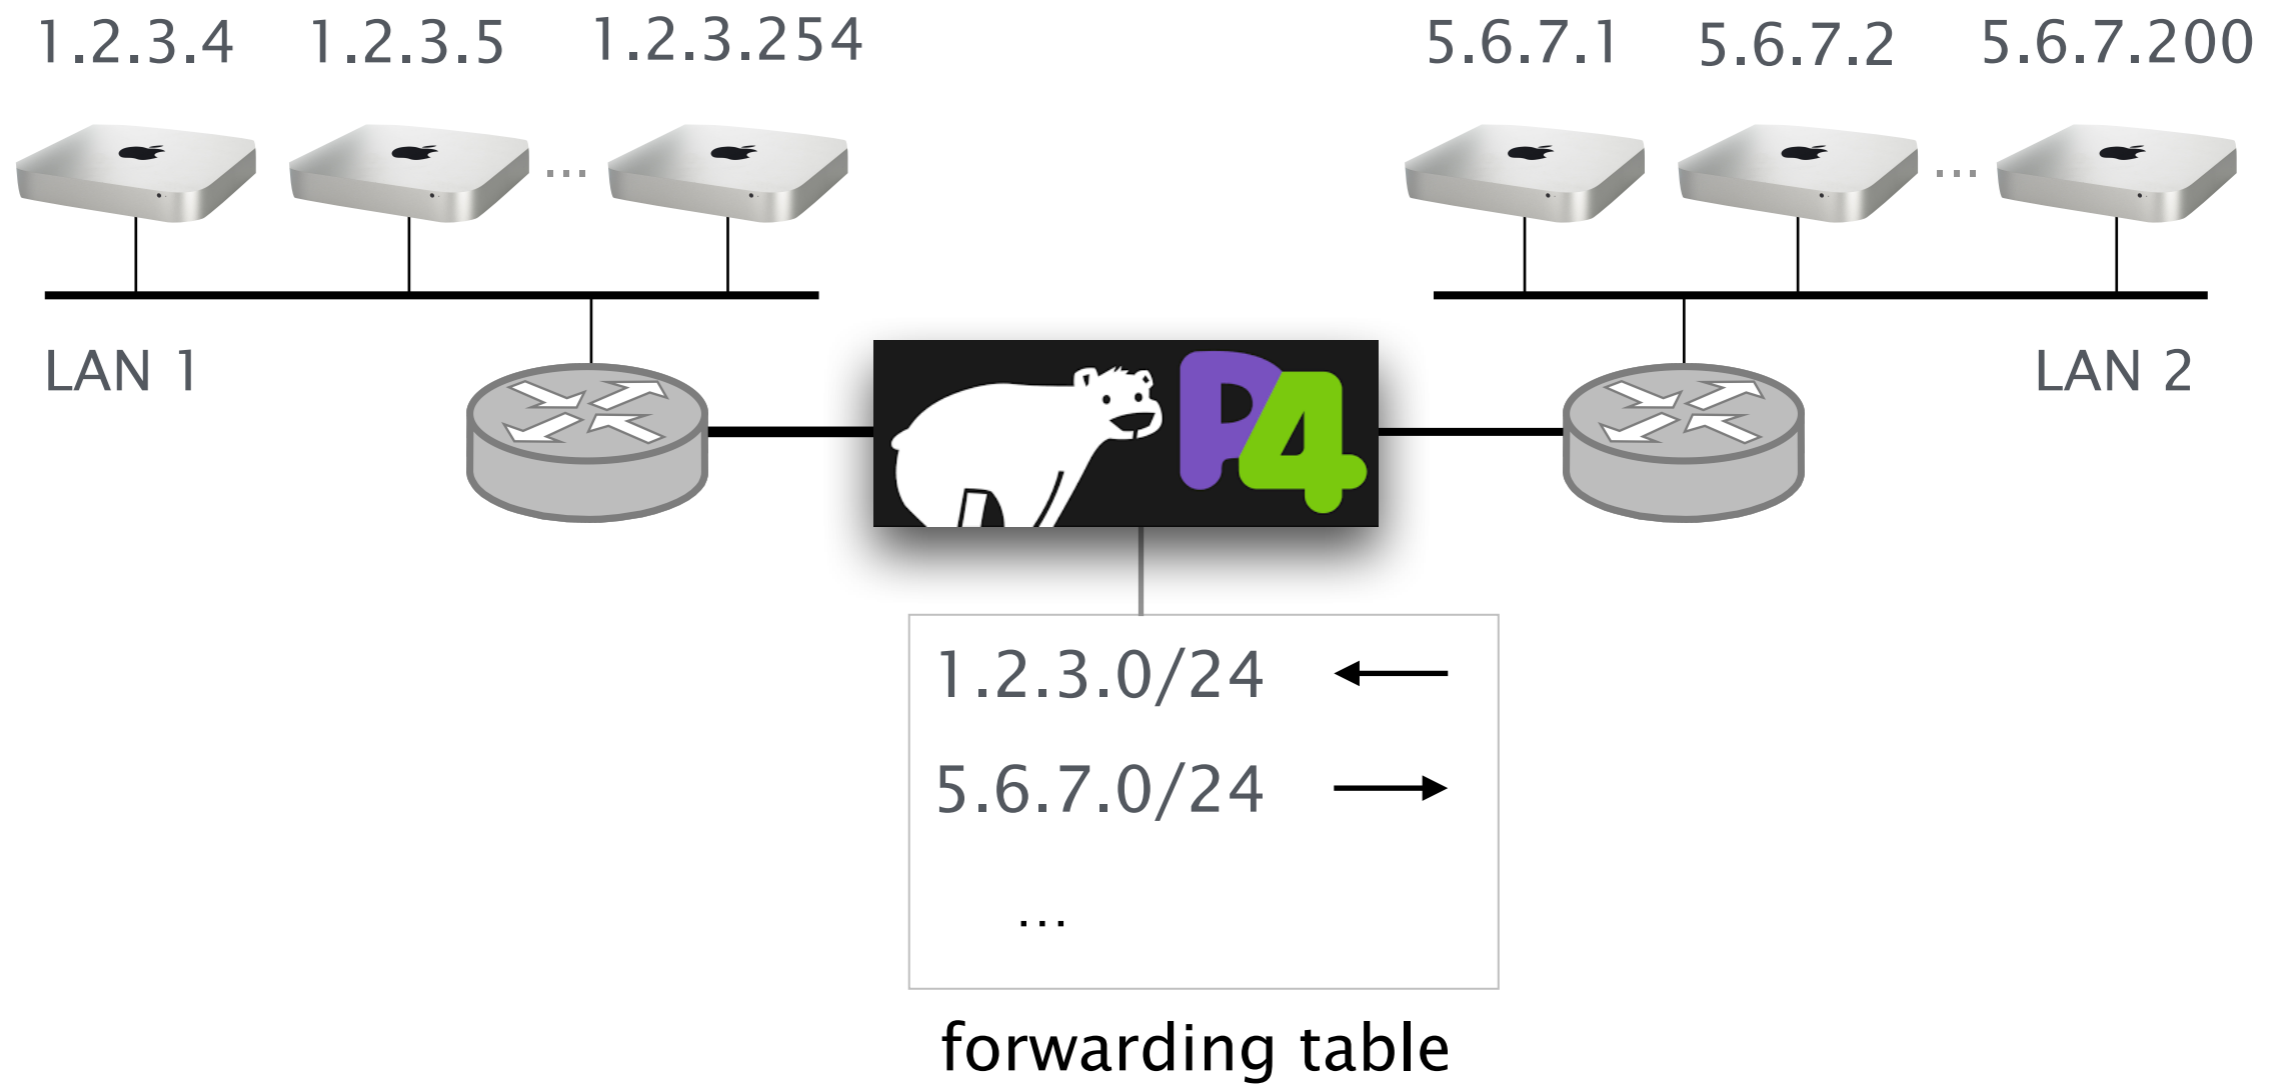 1.2.3.4 1.2.3.5 1.2.3.254 5.6.7.1 5.6.7.2 5.6.7.200
... ...
LAN 1 LAN 2
P4
1.2.3.0/24 ←
5.6.7.0/24 →
...
forwarding table